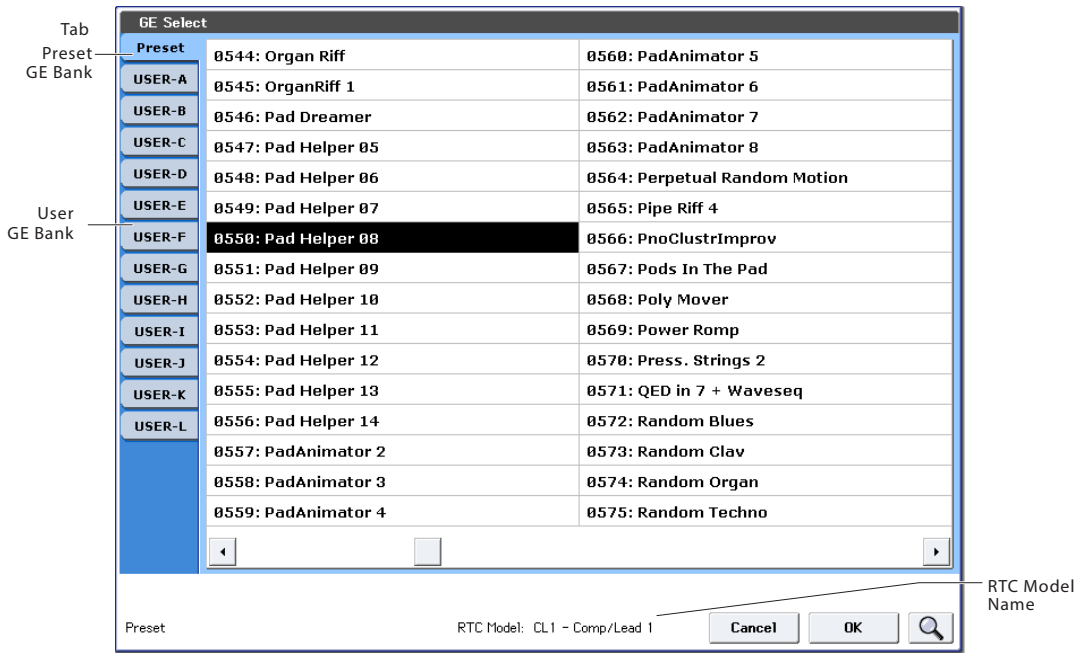 GE Select
Tab
Preset
GE Bank
User
GE Bank
Preset
USER-A
USER-B
USER-C
USER-D
USER-E
USER-F
USER-G
USER-H
USER-I
USER-J
USER-K
USER-L
0544: Organ Riff
0545: OrganRiff 1
0546: Pad Dreamer
0547: Pad Helper 05
0548: Pad Helper 06
0549: Pad Helper 07
0550: Pad Helper 08
0551: Pad Helper 09
0552: Pad Helper 10
0553: Pad Helper 11
0554: Pad Helper 12
0555: Pad Helper 13
0556: Pad Helper 14
0557: PadAnimator 2
0558: PadAnimator 3
0559: PadAnimator 4
0560: PadAnimator 5
0561: PadAnimator 6
0562: PadAnimator 7
0563: PadAnimator 8
0564: Perpetual Random Motion
0565: Pipe Riff 4
0566: PnoClustrImprov
0567: Pods In The Pad
0568: Poly Mover
0569: Power Romp
0570: Press. Strings 2
0571: QED in 7 + Waveseq
0572: Random Blues
0573: Random Clav
0574: Random Organ
0575: Random Techno
RTC Model
Name
Preset
RTC Model: CL1 - Comp/Lead 1
Cancel
OK